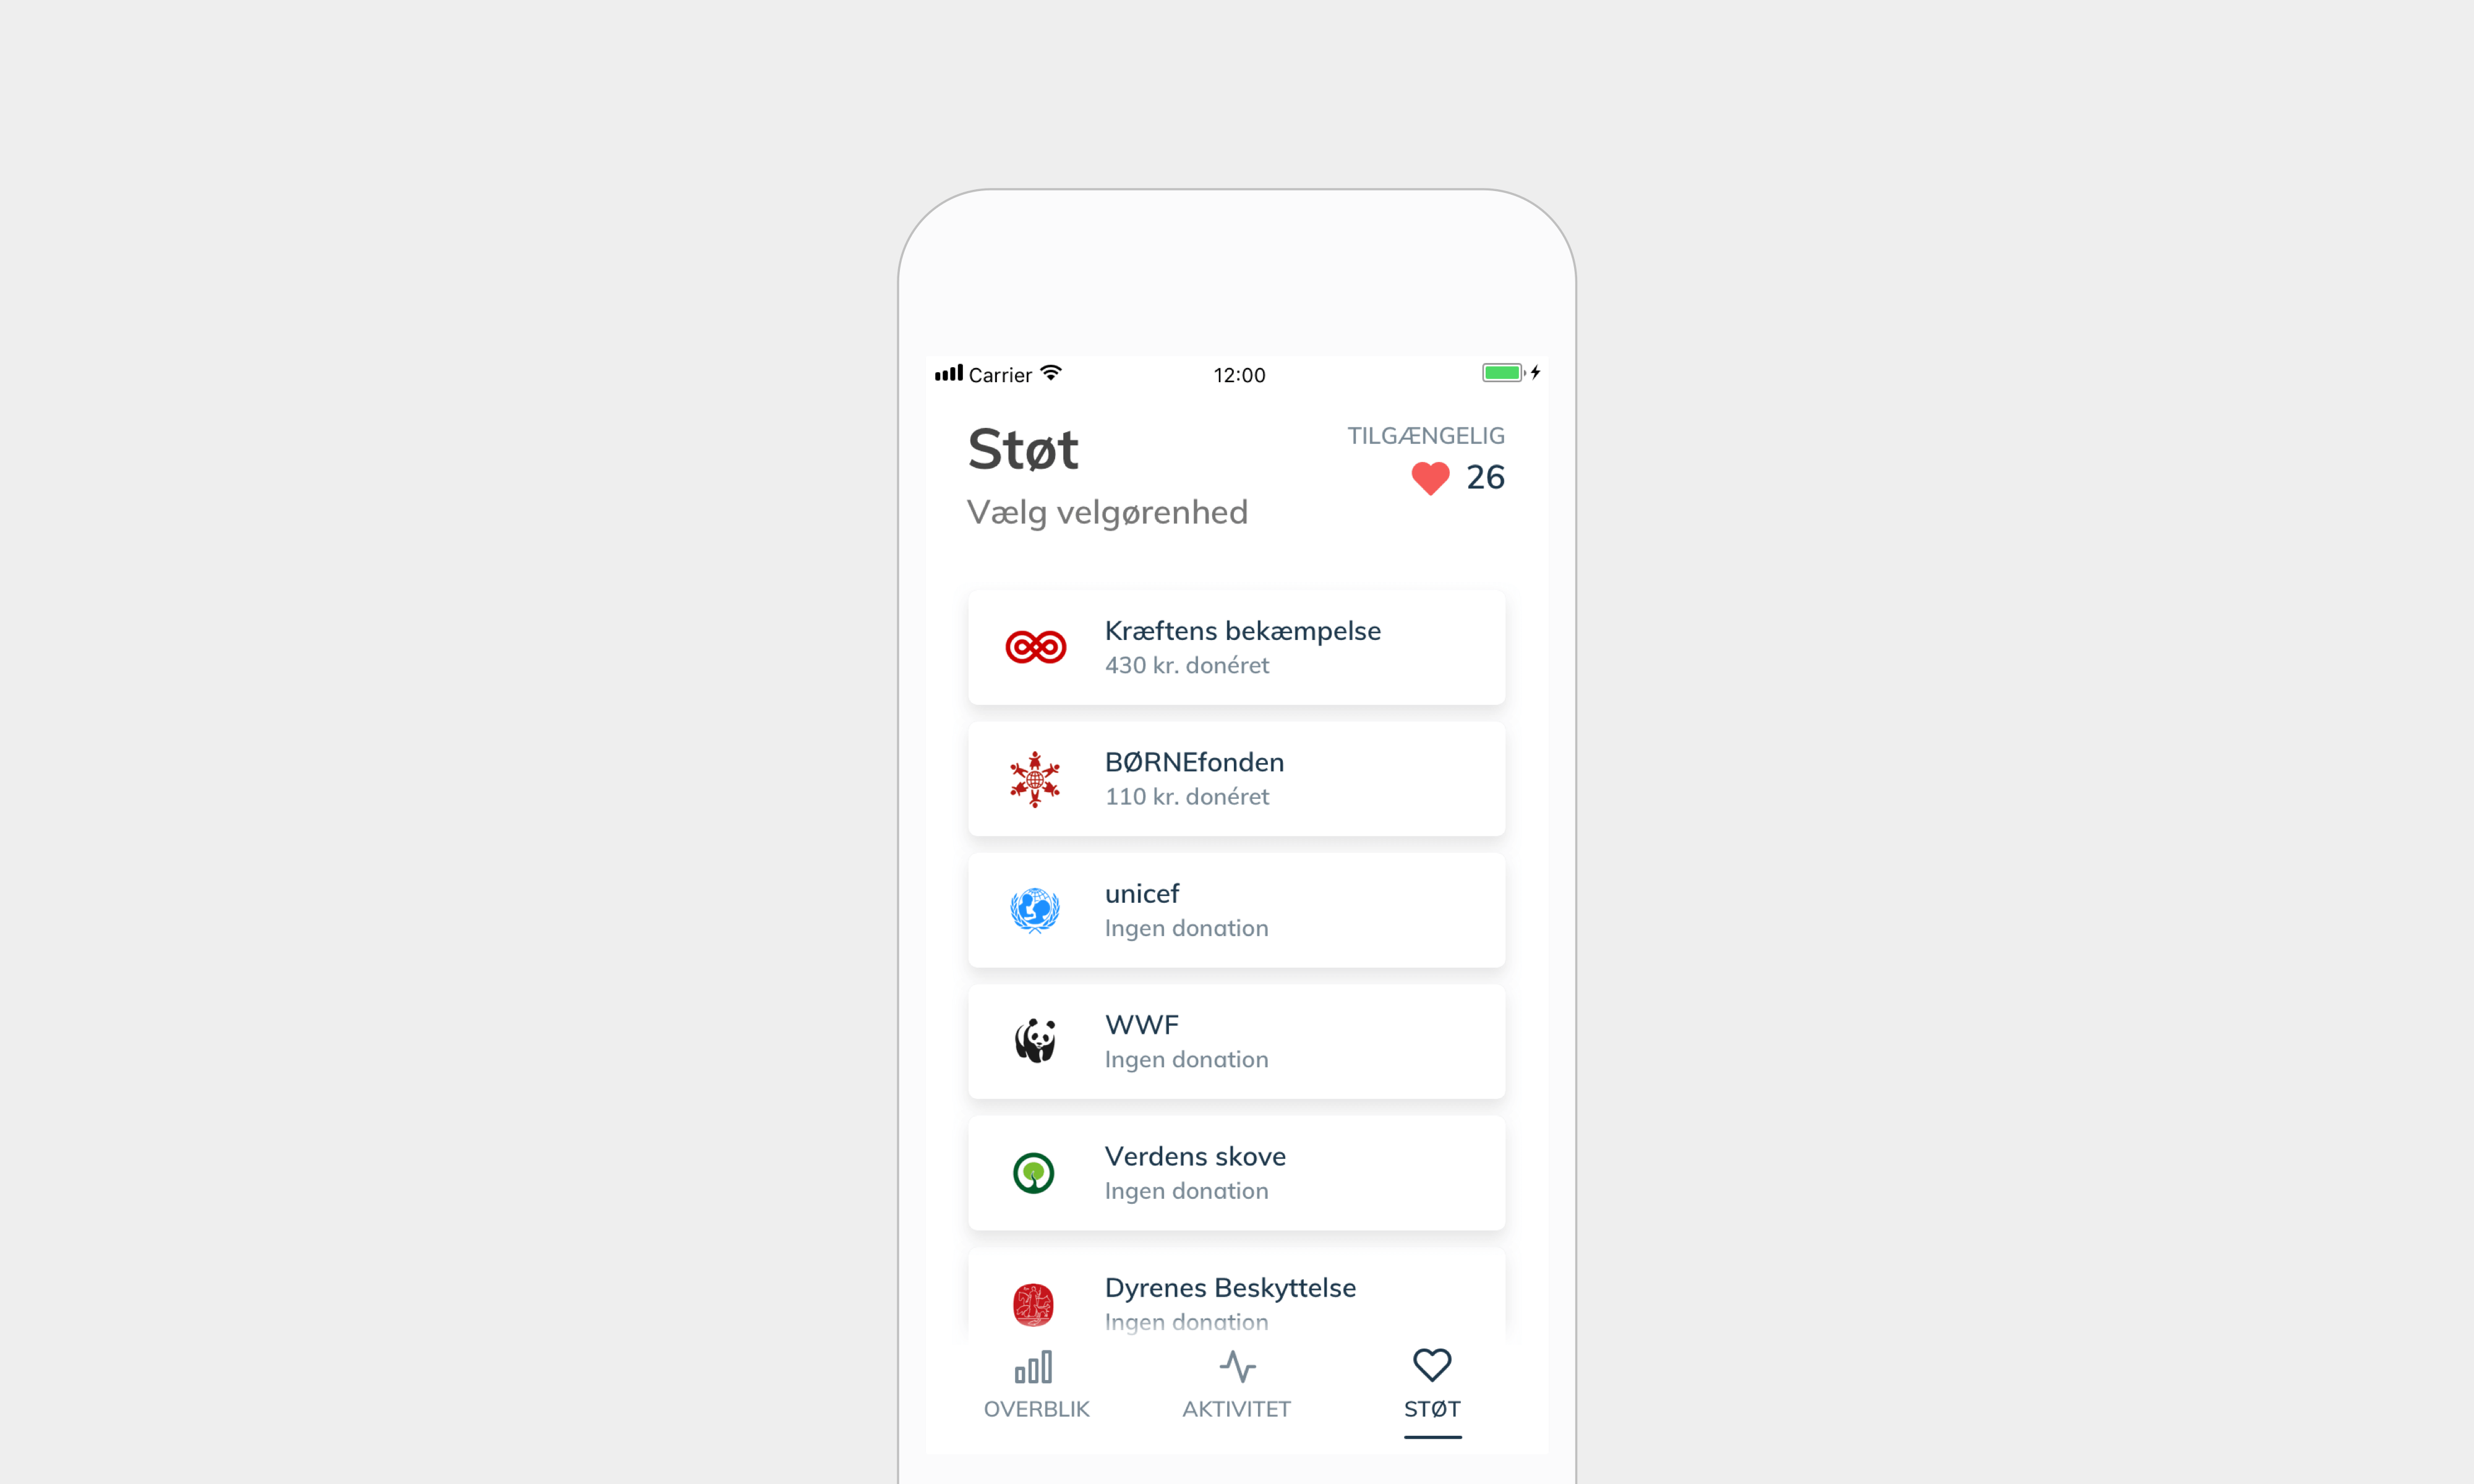 Carrier 12:00
Støt
TILGÆNGELIG
26
Vælg velgørenhed
Kræftens bekæmpelse
430 kr. donéret
BØRNEfonden
110 kr. donéret
unicef
Ingen donation
WWF
Ingen donation
Verdens skove
Ingen donation
Dyrenes Beskyttelse
Ingen donation
OVERBLIK AKTIVITET STØT